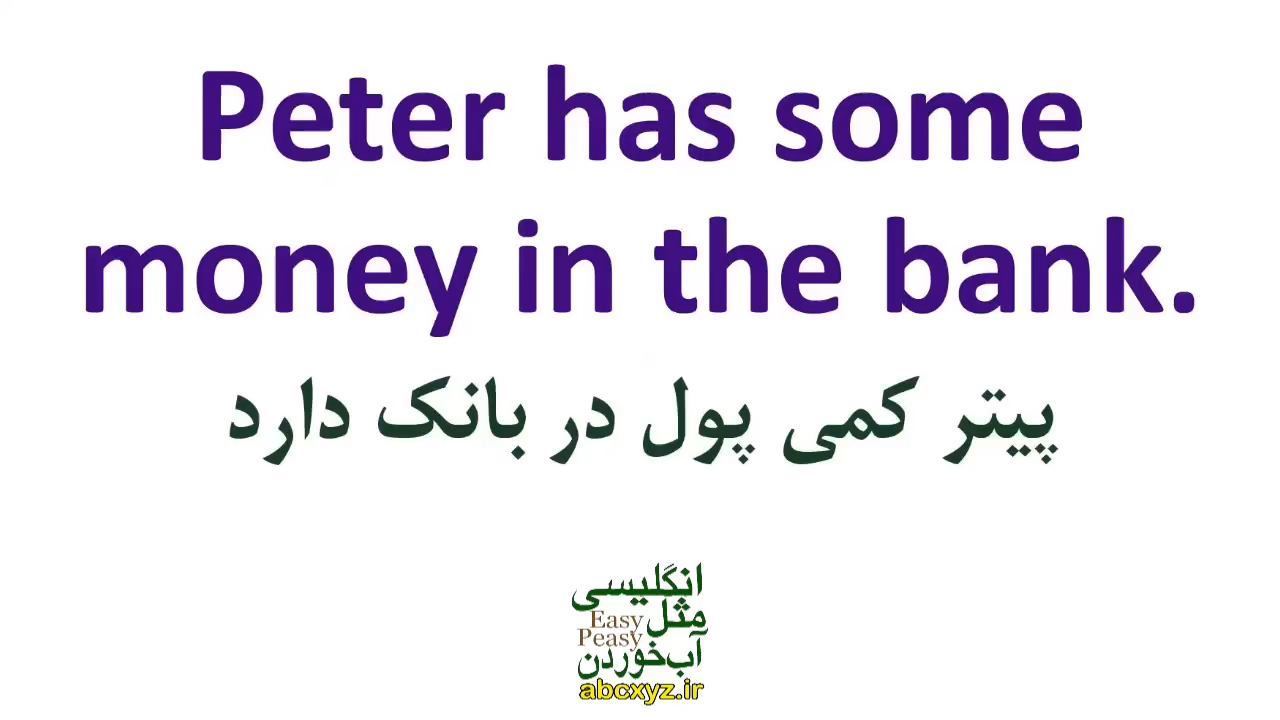 Peter has some
money in the bank.
پیتر کمی پول در بانک دارد
انگلیسی
مثل
Easy
Peasy
آب‌خوردن
abcxyz.ir